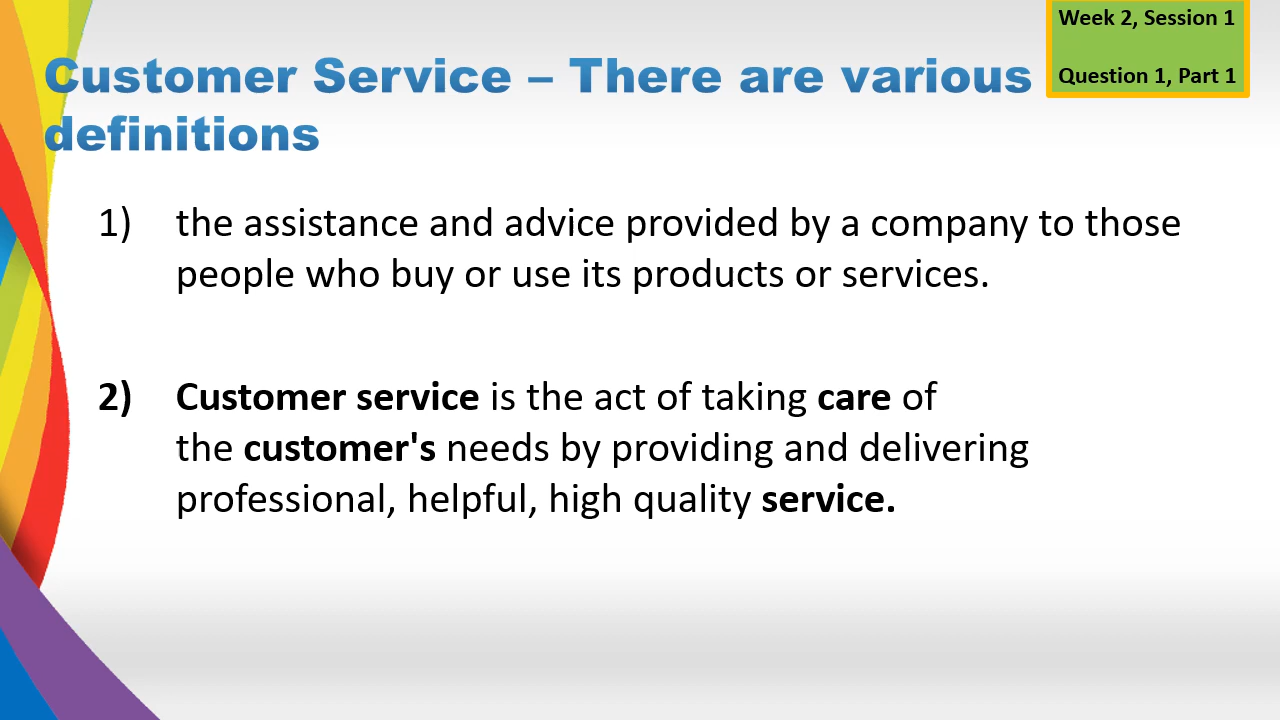 Week 2, Session 1
Question 1, Part 1
Customer Service – There are various
definitions
1) the assistance and advice provided by a company to those
people who buy or use its products or services.
2) Customer service is the act of taking care of
the customer's needs by providing and delivering
professional, helpful, high quality service.